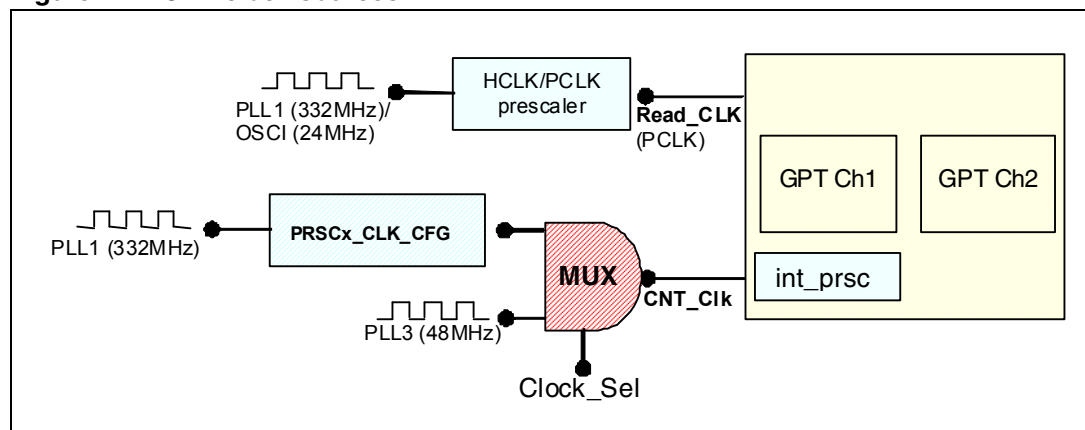 HCLK/PCLK
prescaler
PLL1 (332MHz)/
OSCI (24MHz)
Read_CLK
(PCLK)
GPT Ch1
GPT Ch2
PRSCx_CLK_CFG
PLL1 (332MHz)
MUX
int_prsc
CNT_Clk
PLL3 (48MHz)
Clock_Sel